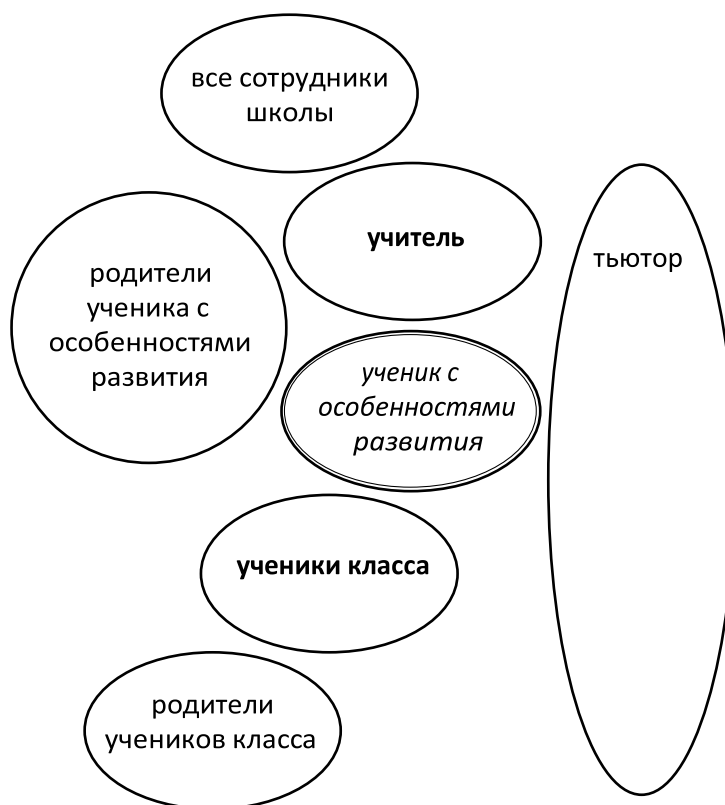 все сотрудники
школы
учитель
тьютор
родители
ученика с
особенностями
развития
ученик с
особенностями
развития
ученики класса
родители
учеников класса